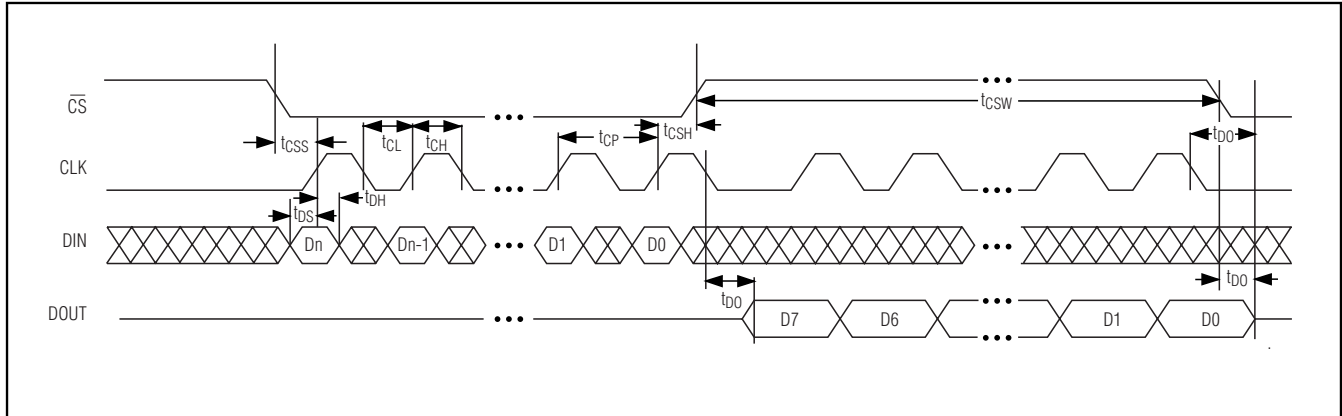 CS
tCSW
tCSS
tCL
tCH
tCP
tCSH
tDO
CLK
tDS
tDH
DIN
Dn
Dn-1
D1
D0
tDO
tDO
DOUT
D7
D6
D1
D0